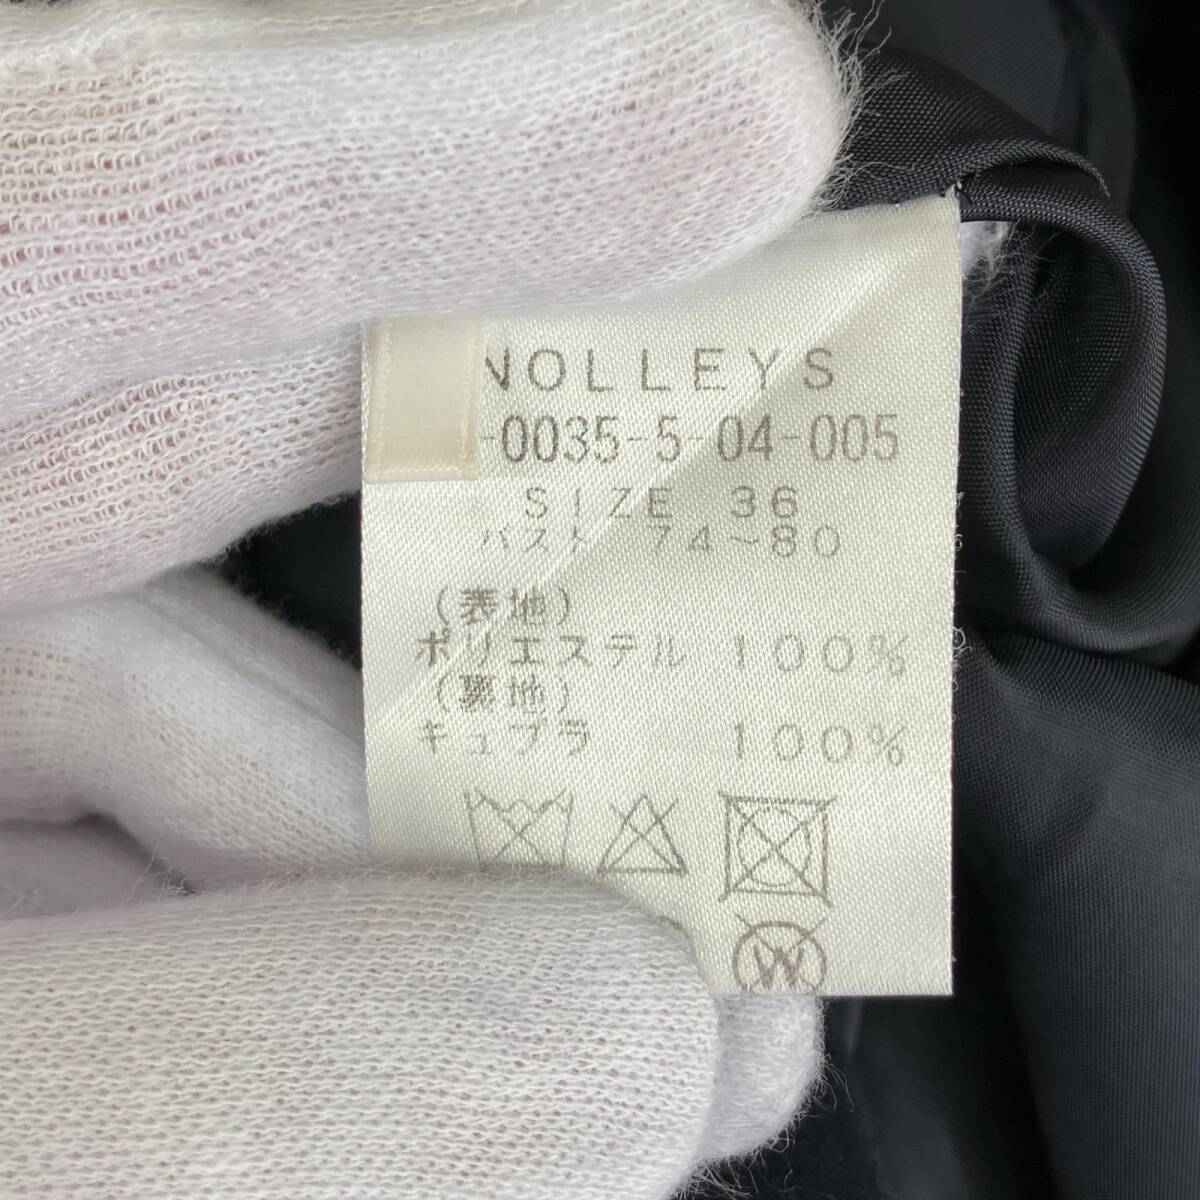 NOLLEYS
-0035-5-04-005
SIZE 36
バスト 74~80
(表地)
ポリエステル 100%
(裏地)
キュプラ 100%
W